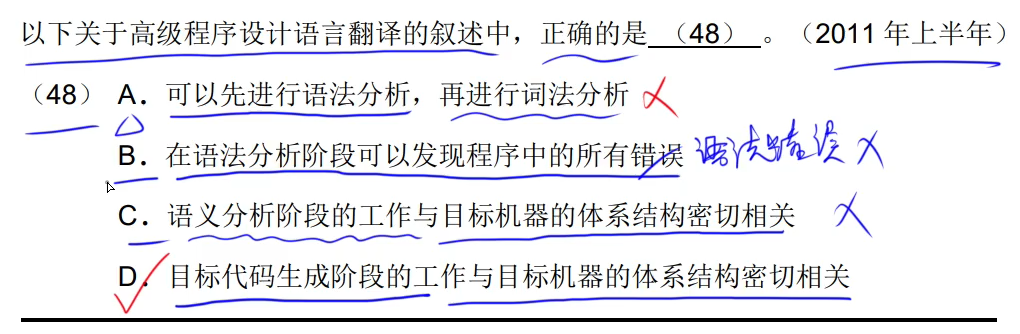 以下关于高级程序设计语言翻译的叙述中，正确的是 （48） 。（2011 年上半年）
（48） A．可以先进行语法分析，再进行词法分析
B．在语法分析阶段可以发现程序中的所有错误 语法错误
C．语义分析阶段的工作与目标机器的体系结构密切相关
D．目标代码生成阶段的工作与目标机器的体系结构密切相关